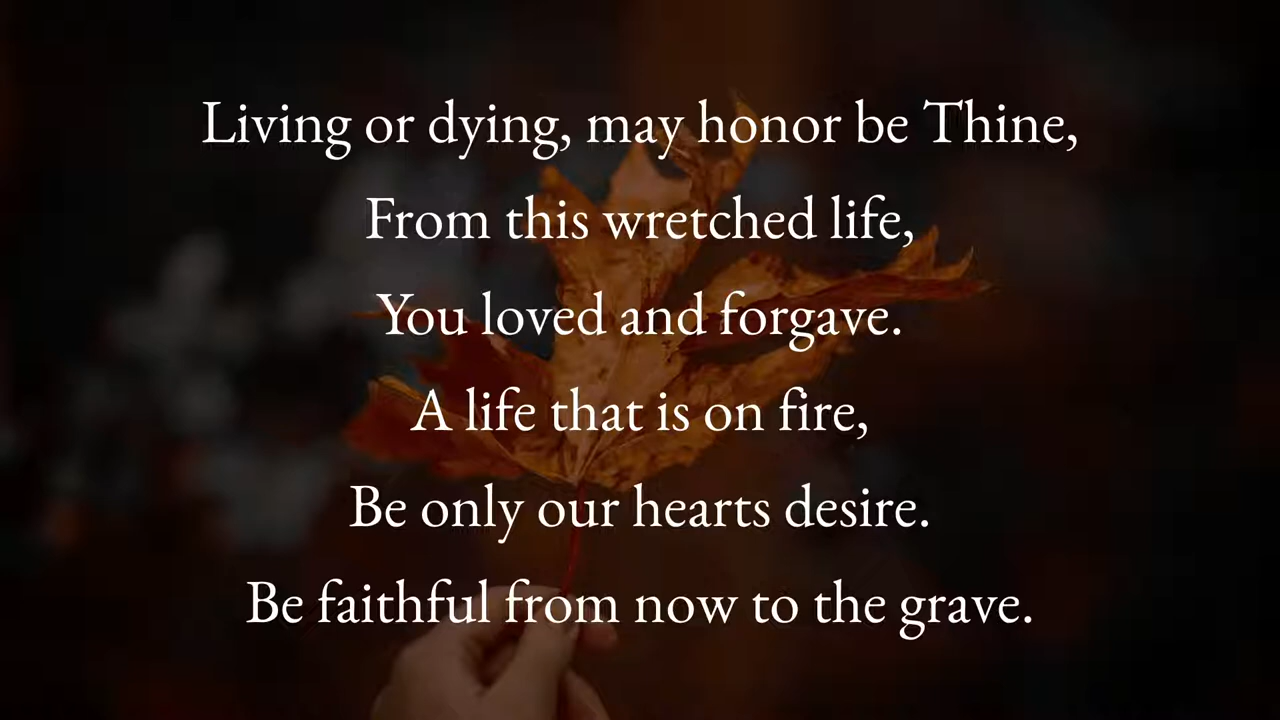 Living or dying, may honor be Thine,
From this wretched life,
You loved and forgave.
A life that is on fire,
Be only our hearts desire.
Be faithful from now to the grave.